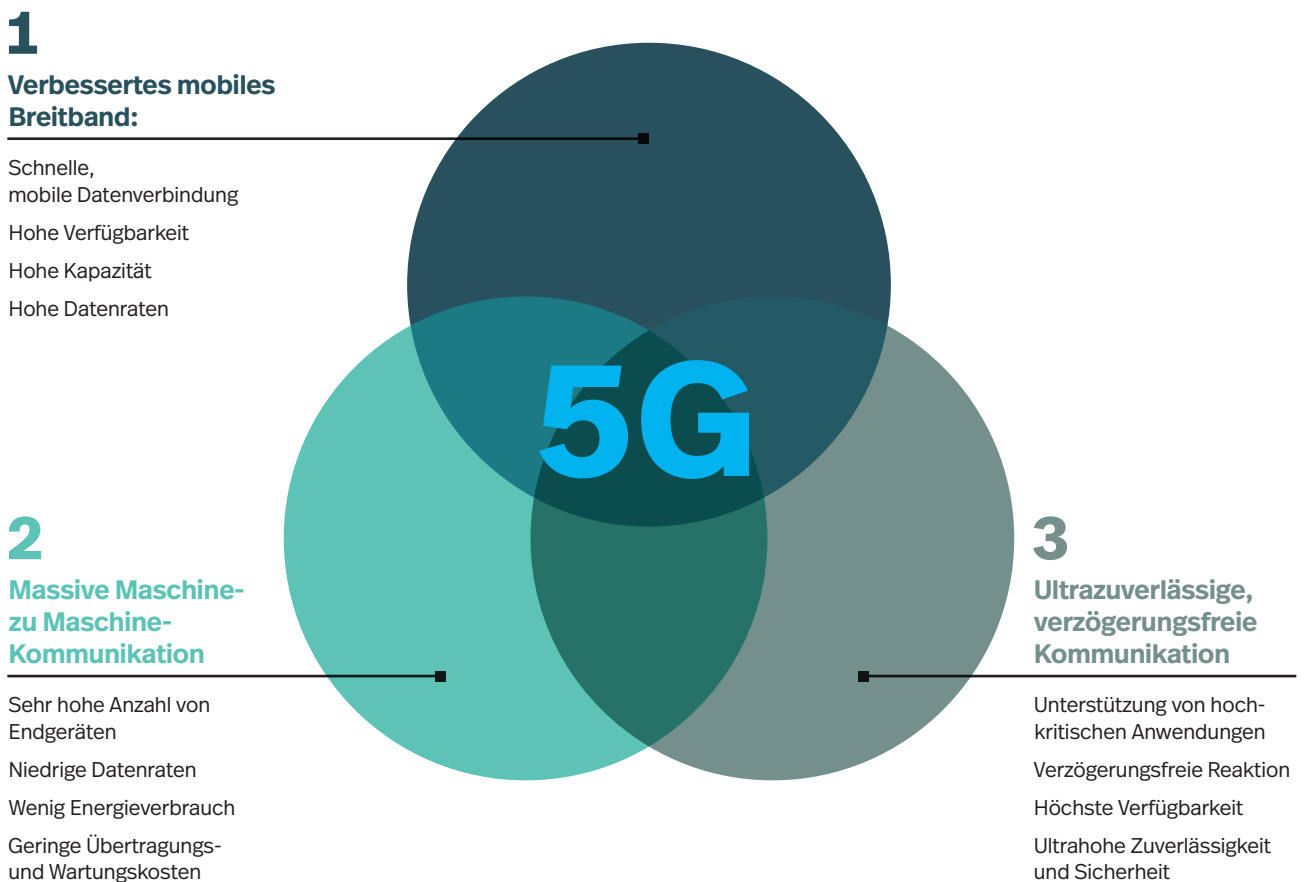 1
Verbessertes mobiles
Breitband:
Schnelle,
mobile Datenverbindung
Hohe Verfügbarkeit
Hohe Kapazität
Hohe Datenraten
5G
2
Massive Maschine-
zu Maschine-
Kommunikation
Sehr hohe Anzahl von
Endgeräten
Niedrige Datenraten
Wenig Energieverbrauch
Geringe Übertragungs-
und Wartungskosten
3
Ultrazuverlässige,
verzögerungsfreie
Kommunikation
Unterstützung von hoch-
kritischen Anwendungen
Verzögerungsfreie Reaktion
Höchste Verfügbarkeit
Ultrahohe Zuverlässigkeit
und Sicherheit